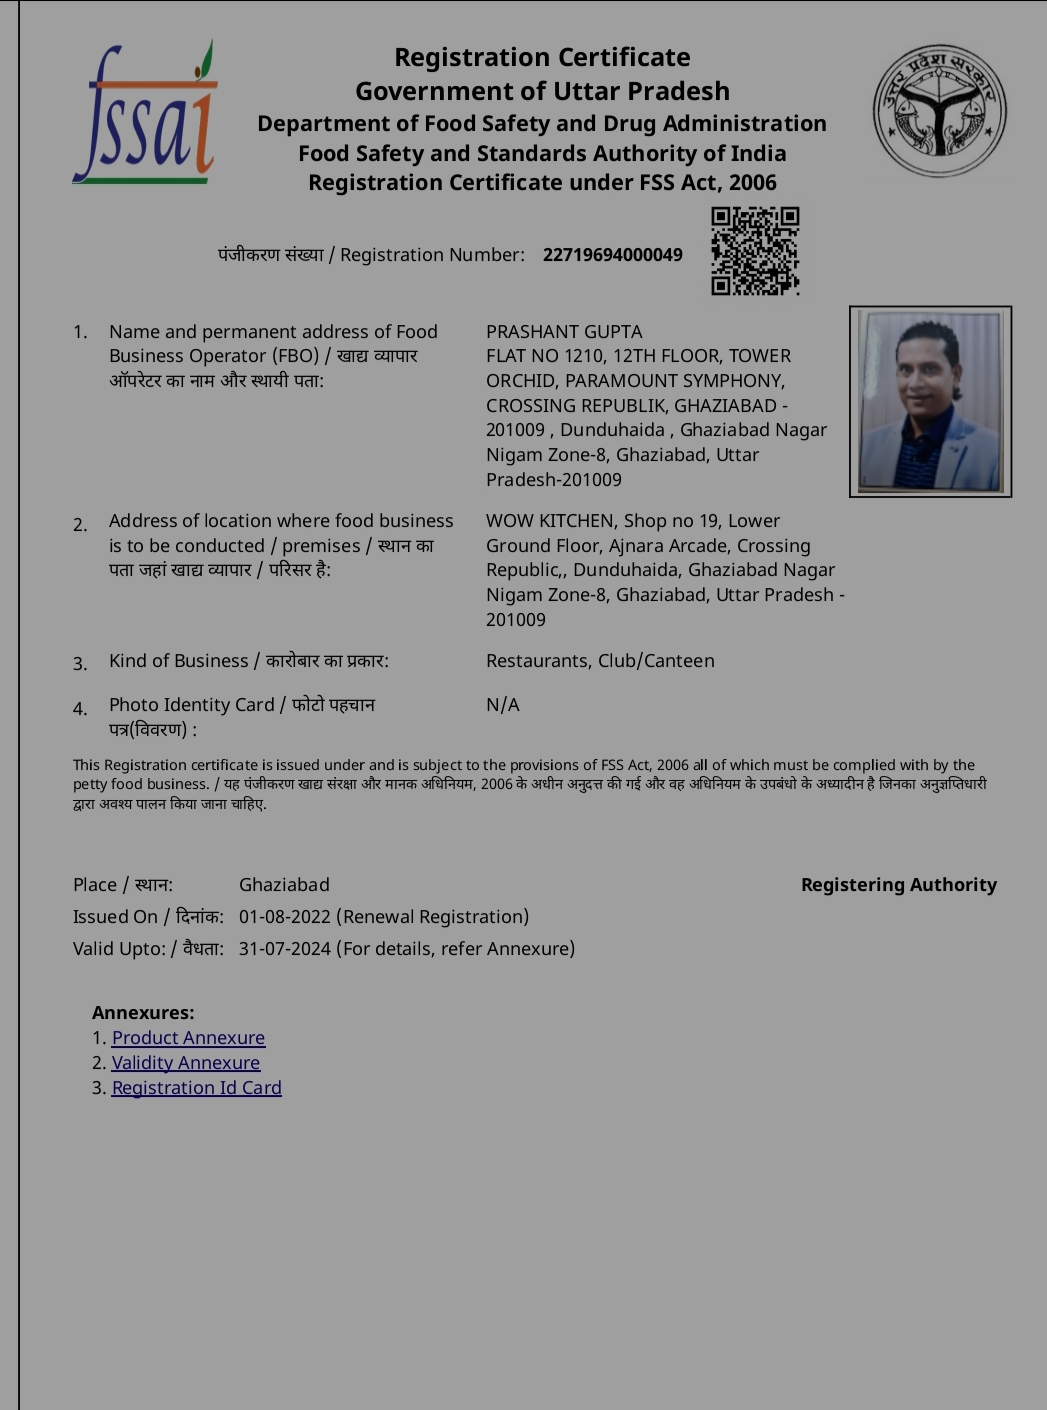 fssai
Registration Certificate
Government of Uttar Pradesh
Department of Food Safety and Drug Administration
Food Safety and Standards Authority of India
Registration Certificate under FSS Act, 2006
उत्तर प्रदेश सरकार
पंजीकरण संख्या / Registration Number: 22719694000049
1. Name and permanent address of Food
Business Operator (FBO) / खाद्य व्यापार
ऑपरेटर का नाम और स्थायी पता:
PRASHANT GUPTA
FLAT NO 1210, 12TH FLOOR, TOWER
ORCHID, PARAMOUNT SYMPHONY,
CROSSING REPUBLIK, GHAZIABAD -
201009 , Dunduhaida , Ghaziabad Nagar
Nigam Zone-8, Ghaziabad, Uttar
Pradesh-201009
2. Address of location where food business
is to be conducted / premises / स्थान का
पता जहां खाद्य व्यापार / परिसर है:
WOW KITCHEN, Shop no 19, Lower
Ground Floor, Ajnara Arcade, Crossing
Republic,, Dunduhaida, Ghaziabad Nagar
Nigam Zone-8, Ghaziabad, Uttar Pradesh -
201009
3. Kind of Business / कारोबार का प्रकार: Restaurants, Club/Canteen
4. Photo Identity Card / फोटो पहचान
पत्र(विवरण) :
N/A
This Registration certificate is issued under and is subject to the provisions of FSS Act, 2006 all of which must be complied with by the
petty food business. / यह पंजीकरण खाद्य संरक्षा और मानक अधिनियम, 2006 के अधीन अनुदत्त की गई और वह अधिनियम के उपबंधो के अध्यादीन है जिनका अनुज्ञप्तिधारी
द्वारा अवश्य पालन किया जाना चाहिए.
Place / स्थान: Ghaziabad Registering Authority
Issued On / दिनांक: 01-08-2022 (Renewal Registration)
Valid Upto: / वैधता: 31-07-2024 (For details, refer Annexure)
Annexures:
1. Product Annexure
2. Validity Annexure
3. Registration Id Card